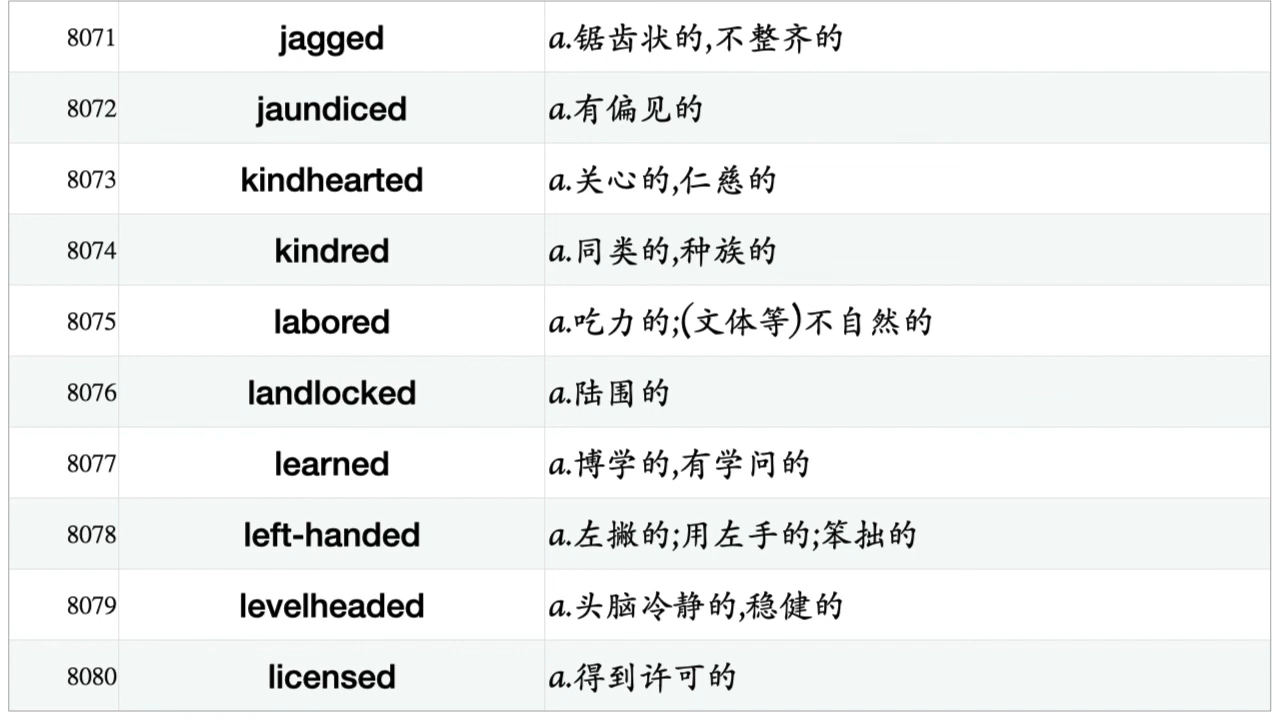 8071 jagged a.锯齿状的,不整齐的
8072 jaundiced a.有偏见的
8073 kindhearted a.关心的,仁慈的
8074 kindred a.同类的,种族的
8075 labored a.吃力的;(文体等)不自然的
8076 landlocked a.陆围的
8077 learned a.博学的,有学问的
8078 left-handed a.左撇的;用左手的;笨拙的
8079 levelheaded a.头脑冷静的,稳健的
8080 licensed a.得到许可的